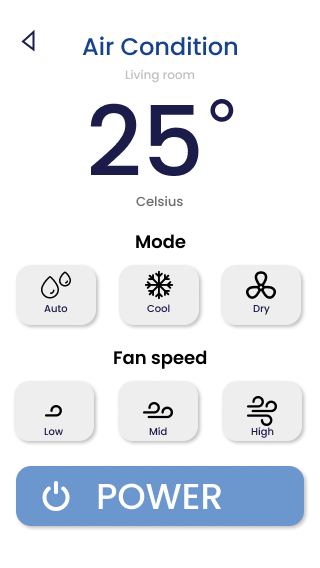 Air Condition
Living room
25°
Celsius
Mode
Auto Cool Dry
Fan speed
Low Mid High
POWER